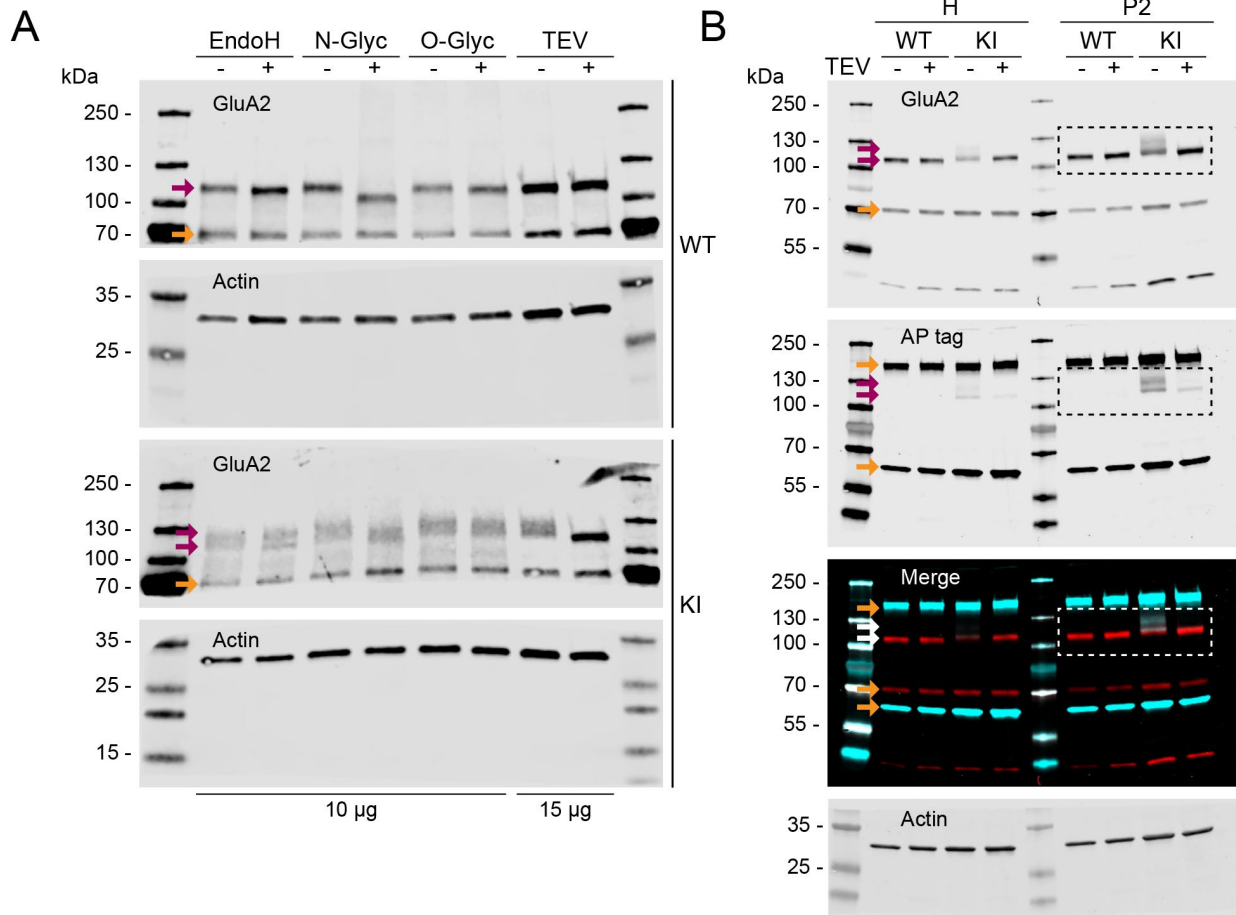 A
EndoH N-Glyc O-Glyc TEV
kDa - + - + - + - +
GluA2
250 -
130 -
100 -
70 -
WT
Actin
35 -
25 -
GluA2
250 -
130 -
100 -
70 -
KI
Actin
35 -
25 -
15 -
10 µg 15 µg
B
H P2
WT KI WT KI
TEV - + - + - + - +
kDa
GluA2
250 -
130 -
100 -
70 -
55 -
AP tag
250 -
130 -
100 -
70 -
55 -
Merge
250 -
130 -
100 -
70 -
55 -
Actin
35 -
25 -